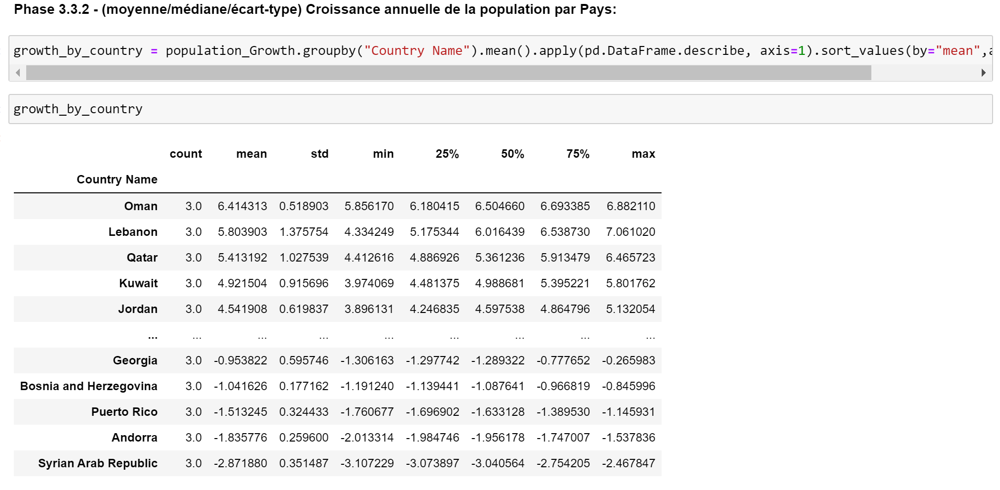 Phase 3.3.2 - (moyenne/médiane/écart-type) Croissance annuelle de la population par Pays:
growth_by_country = population_Growth.groupby("Country Name").mean().apply(pd.DataFrame.describe, axis=1).sort_values(by="mean",
growth_by_country
count mean std min 25% 50% 75% max
Country Name
Oman 3.0 6.414313 0.518903 5.856170 6.180415 6.504660 6.693385 6.882110
Lebanon 3.0 5.803903 1.375754 4.334249 5.175344 6.016439 6.538730 7.061020
Qatar 3.0 5.413192 1.027539 4.412616 4.886926 5.361236 5.913479 6.465723
Kuwait 3.0 4.921504 0.915696 3.974069 4.481375 4.988681 5.395221 5.801762
Jordan 3.0 4.541908 0.619837 3.896131 4.246835 4.597538 4.864796 5.132054
... ... ... ... ... ... ... ... ...
Georgia 3.0 -0.953822 0.595746 -1.306163 -1.297742 -1.289322 -0.777652 -0.265983
Bosnia and Herzegovina 3.0 -1.041626 0.177162 -1.191240 -1.139441 -1.087641 -0.966819 -0.845996
Puerto Rico 3.0 -1.513245 0.324433 -1.760677 -1.696902 -1.633128 -1.389530 -1.145931
Andorra 3.0 -1.835776 0.259600 -2.013314 -1.984746 -1.956178 -1.747007 -1.537836
Syrian Arab Republic 3.0 -2.871880 0.351487 -3.107229 -3.073897 -3.040564 -2.754205 -2.467847